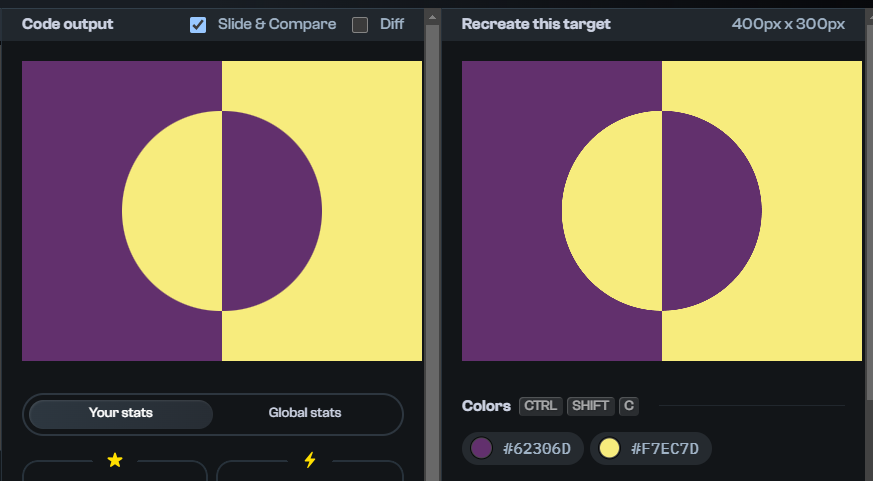 Code output
Slide & Compare
Diff
Recreate this target
400px x 300px
Your stats
Global stats
Colors CTRL SHIFT C
#62306D
#F7EC7D